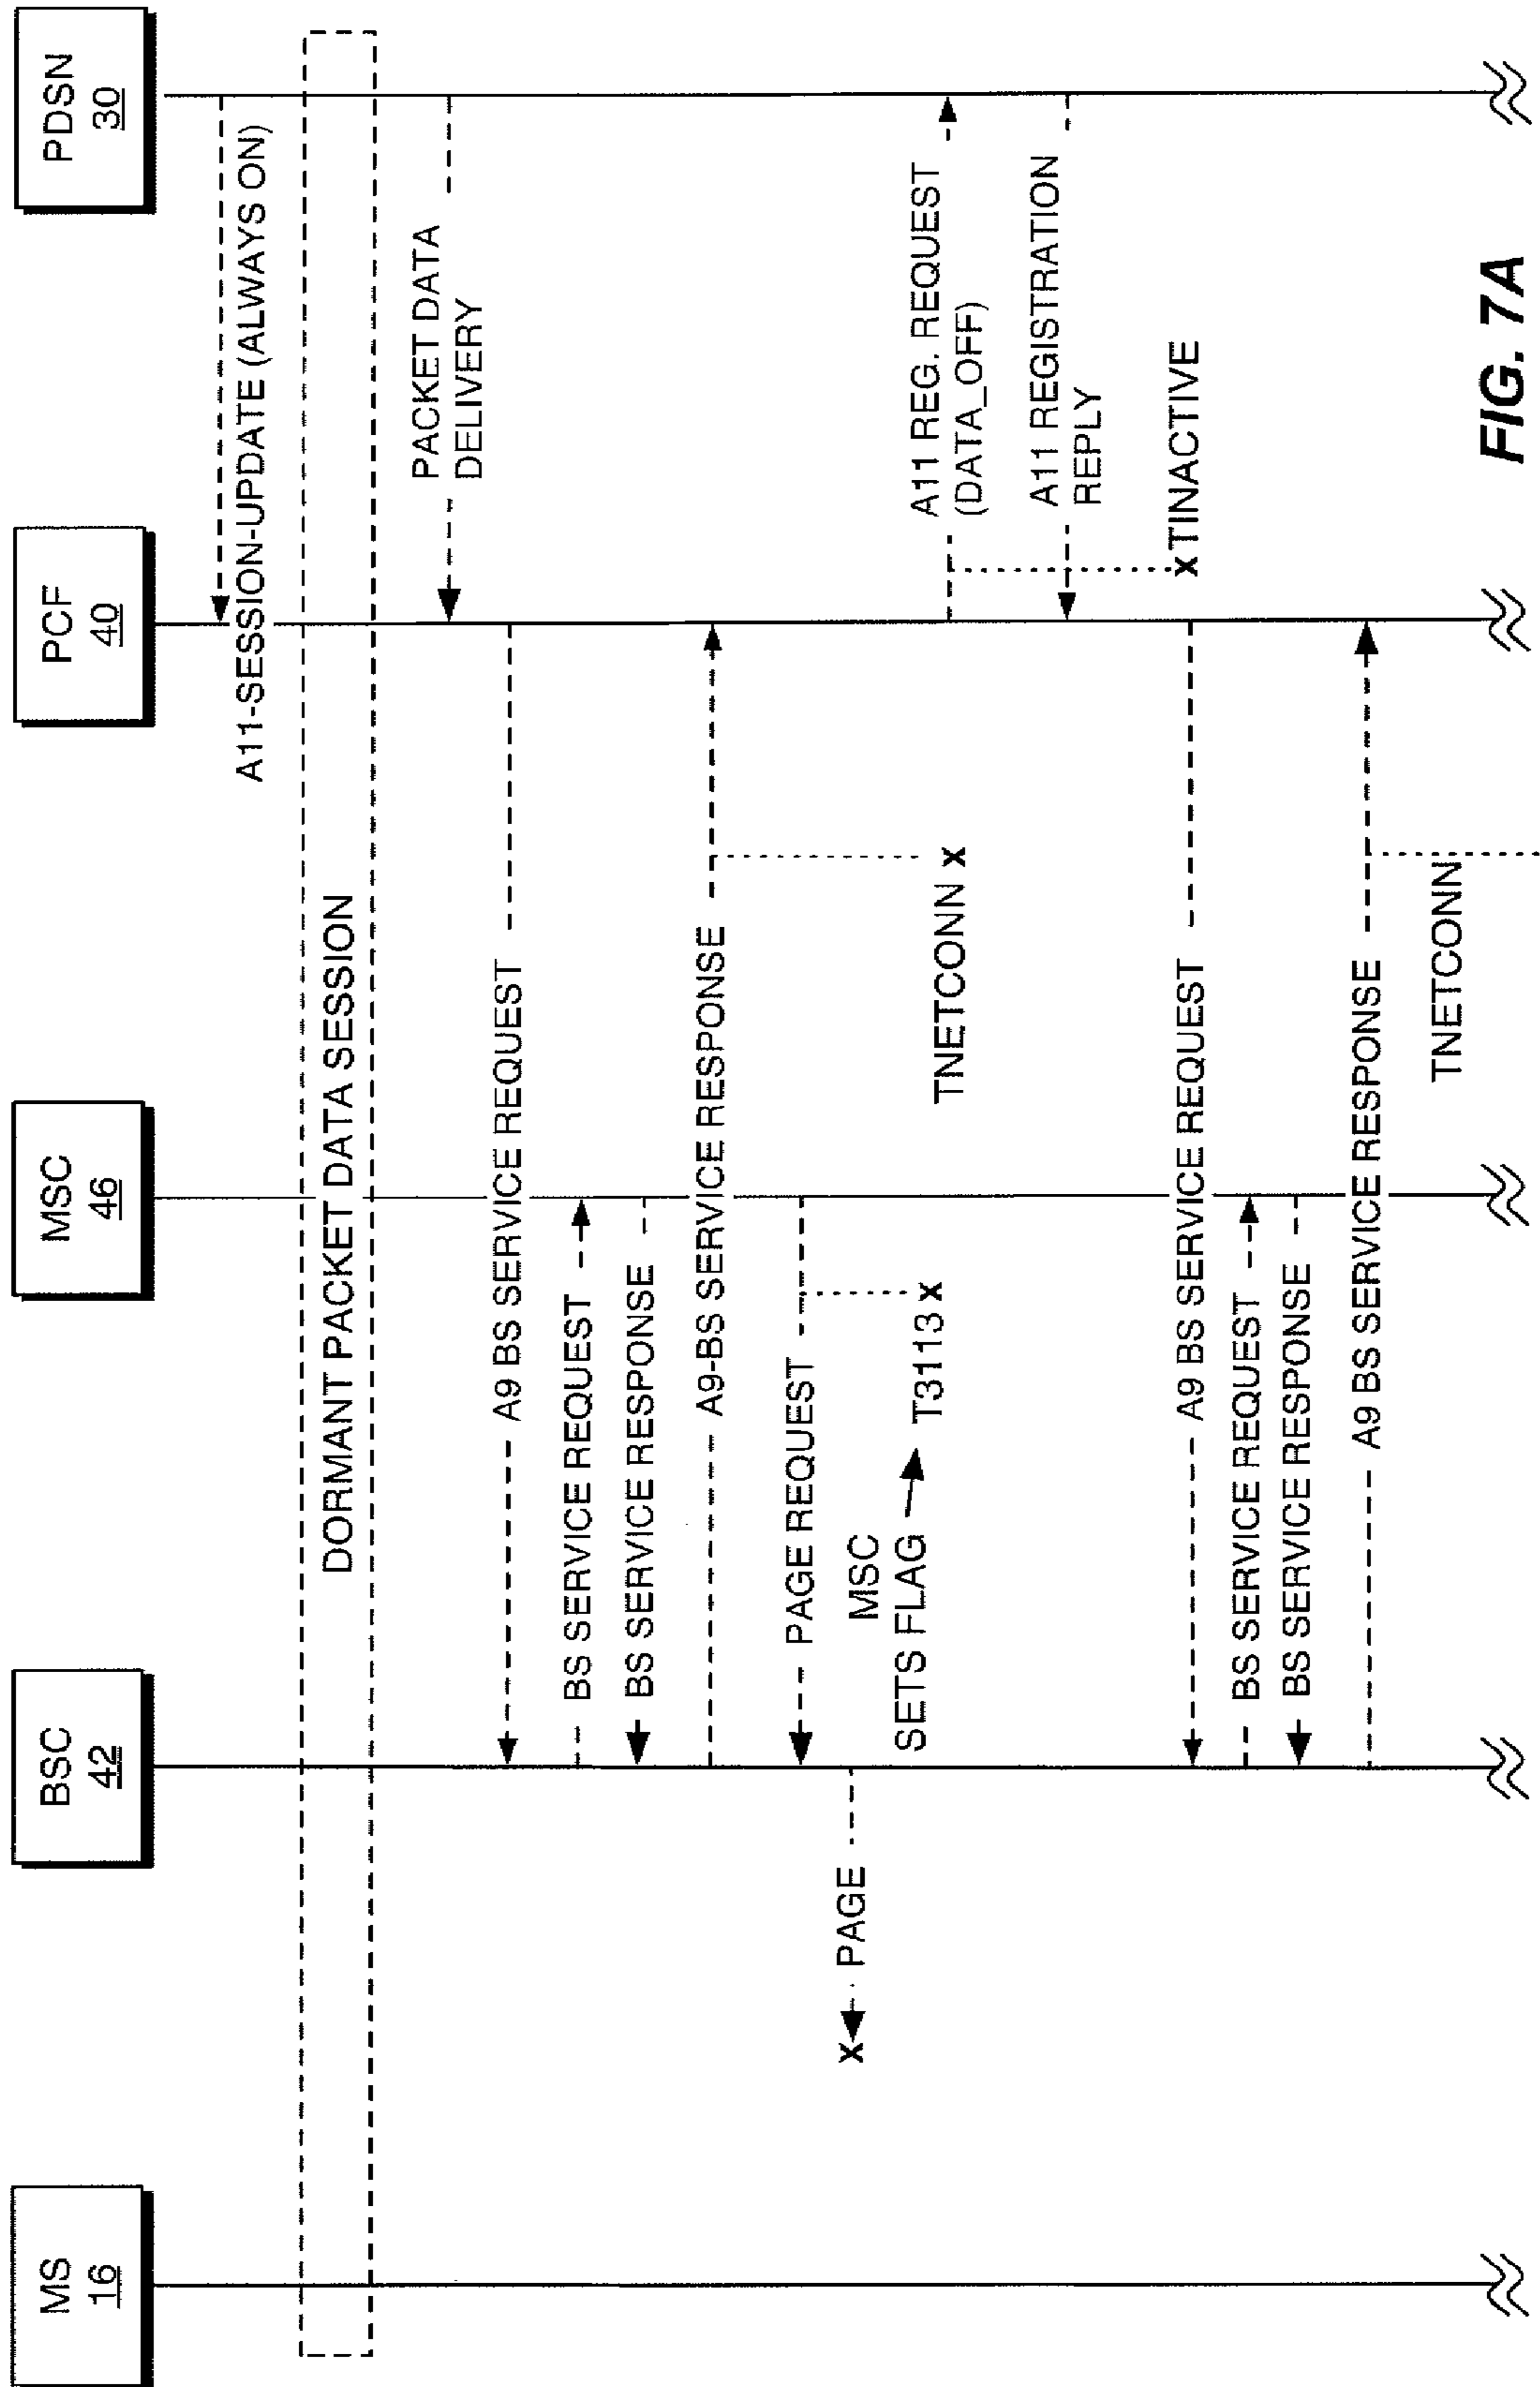 MS
16
BSC
42
MSC
46
PCF
40
PDSN
30
A11-SESSION-UPDATE (ALWAYS ON)
DORMANT PACKET DATA SESSION
PACKET DATA
DELIVERY
A9 BS SERVICE REQUEST
BS SERVICE REQUEST
BS SERVICE RESPONSE
A9-BS SERVICE RESPONSE
PAGE REQUEST
x
PAGE
MSC
SETS FLAG
T3113 x
TNETCONN x
A11 REG. REQUEST
(DATA_OFF)
A11 REGISTRATION
REPLY
x TINACTIVE
A9 BS SERVICE REQUEST
BS SERVICE REQUEST
BS SERVICE RESPONSE
A9 BS SERVICE RESPONSE
TNETCONN
FIG. 7A